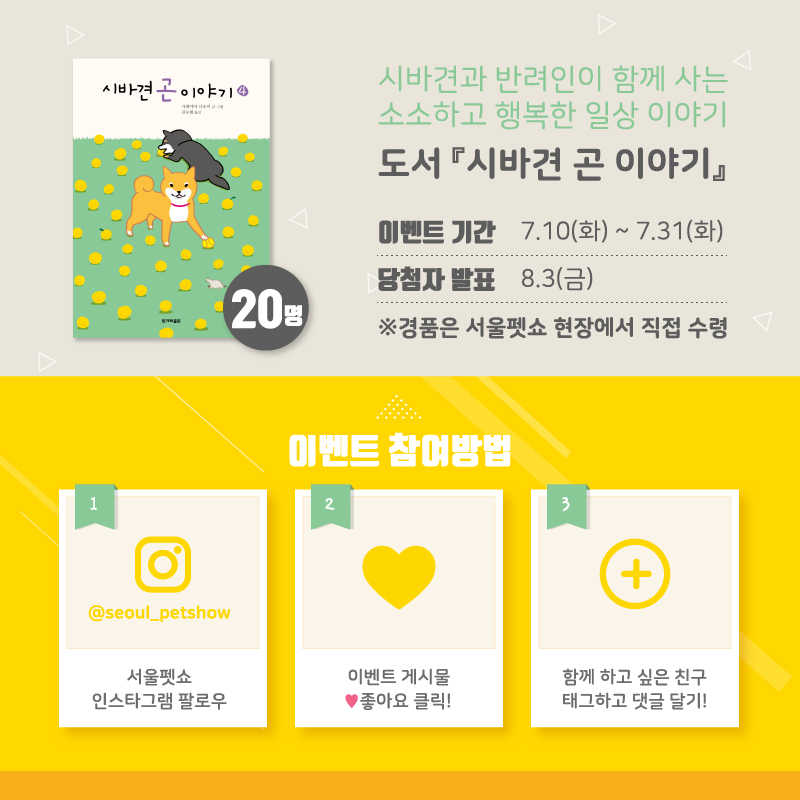 시바견 곤 이야기 4
20명
시바견과 반려인이 함께 사는
소소하고 행복한 일상 이야기
도서 『시바견 곤 이야기』
이벤트 기간 7.10(화) ~ 7.31(화)
당첨자 발표 8.3(금)
※경품은 서울펫쇼 현장에서 직접 수령
이벤트 참여방법
1
@seoul_petshow
서울펫쇼
인스타그램 팔로우
2
이벤트 게시물
♥좋아요 클릭!
3
함께 하고 싶은 친구
태그하고 댓글 달기!